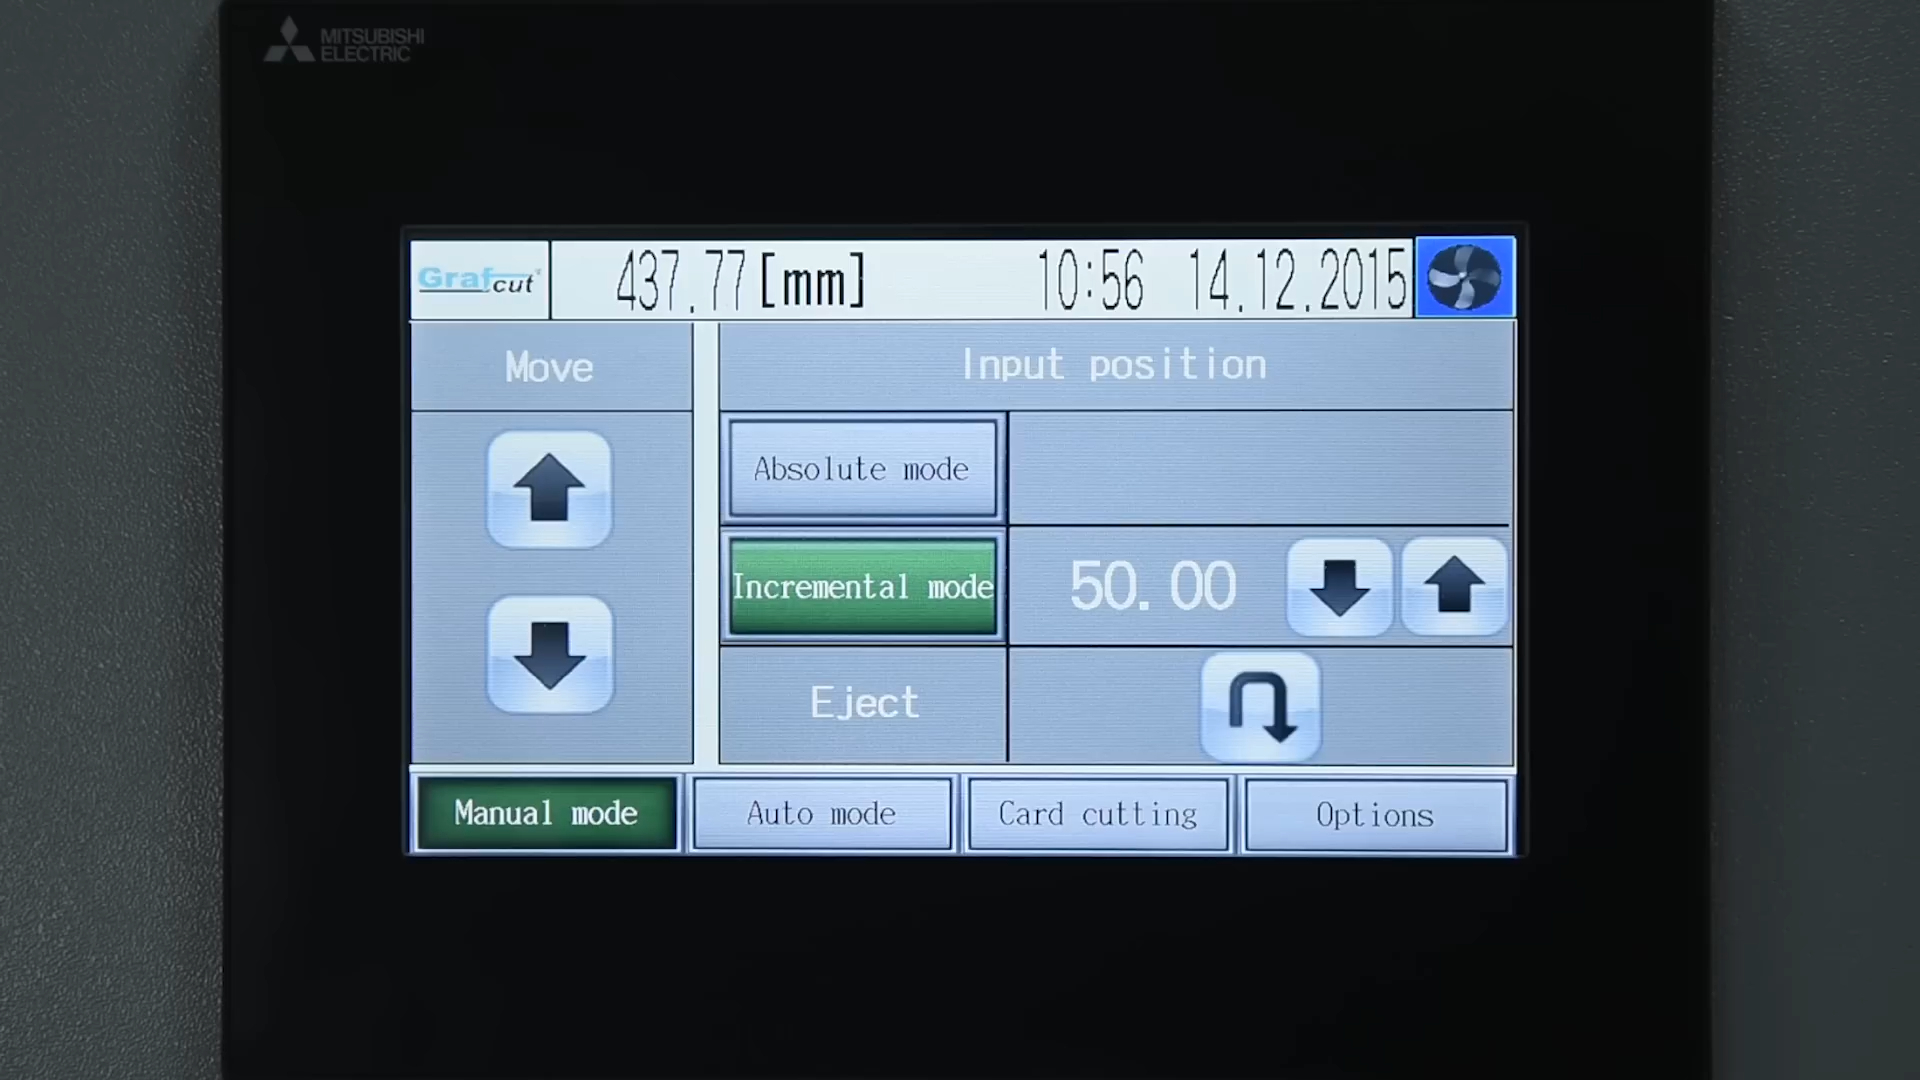 MITSUBISHI
ELECTRIC
Grafcut
437.77 [mm] 10:56 14.12.2015
Move
Input position
Absolute mode
Incremental mode 50.00
Eject
Manual mode
Auto mode
Card cutting
Options